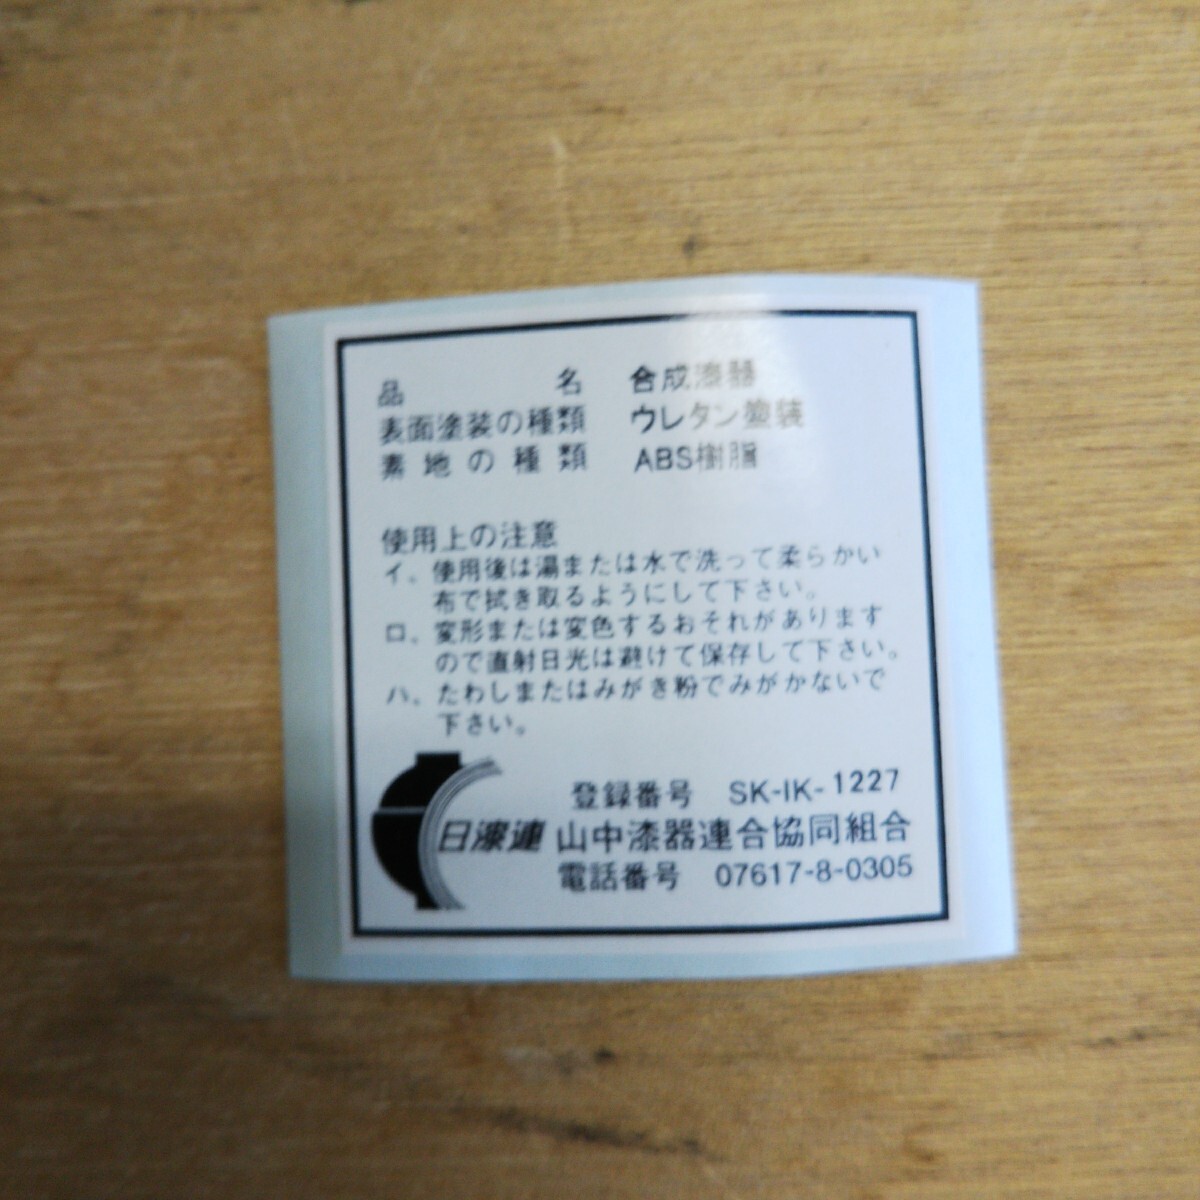 品名 合成漆器
表面塗装の種類 ウレタン塗装
素地の種類 ABS樹脂
使用上の注意
イ、使用後は湯または水で洗って柔らかい
布で拭き取るようにして下さい。
ロ、変形または変色するおそれがあります
ので直射日光は避けて保存して下さい。
ハ、たわしまたはみがき粉でみがかないで
下さい。
登録番号 SK-IK-1227
日漆連 山中漆器連合協同組合
電話番号 07617-8-0305